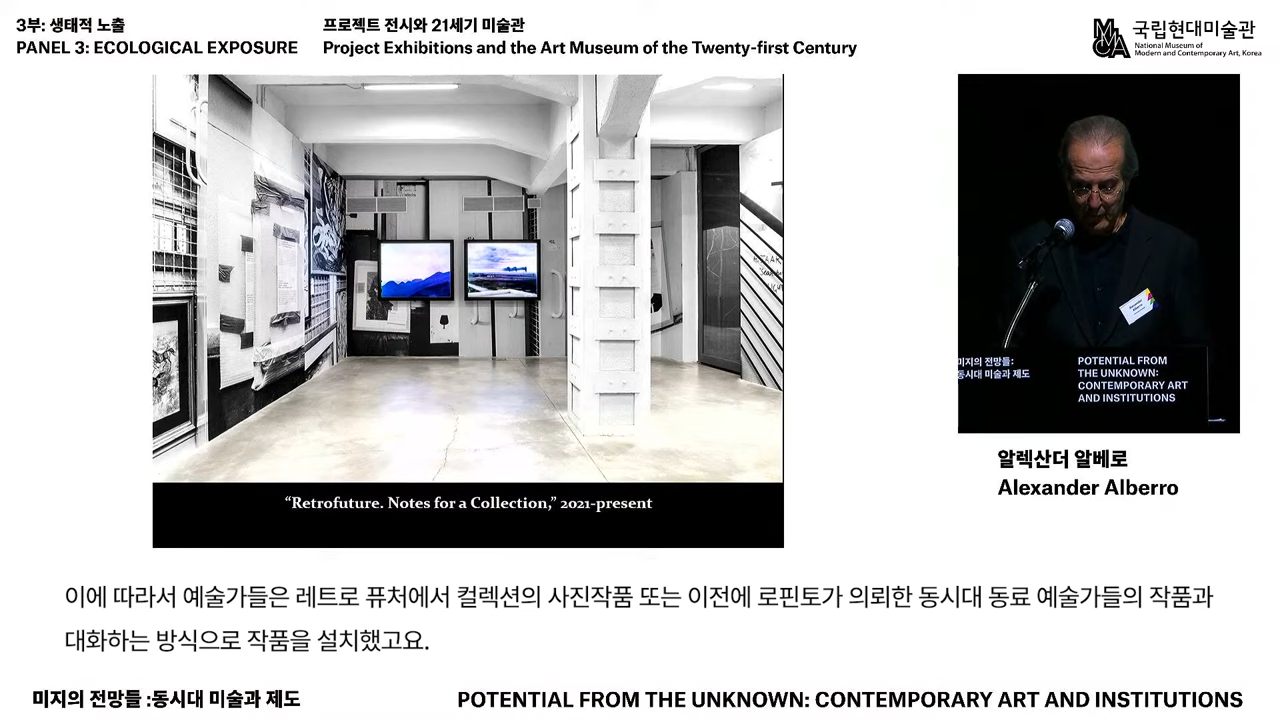 3부: 생태적 노출
PANEL 3: ECOLOGICAL EXPOSURE
프로젝트 전시와 21세기 미술관
Project Exhibitions and the Art Museum of the Twenty-first Century
MMCA
국립현대미술관
National Museum of
Modern and Contemporary Art, Korea
“Retrofuture. Notes for a Collection,” 2021-present
미지의 전망들:
동시대 미술과 제도
POTENTIAL FROM
THE UNKNOWN:
CONTEMPORARY ART
AND INSTITUTIONS
알렉산더 알베로
Alexander Alberro
이에 따라서 예술가들은 레트로 퓨처에서 컬렉션의 사진작품 또는 이전에 로핀토가 의뢰한 동시대 동료 예술가들의 작품과
대화하는 방식으로 작품을 설치했고요.
미지의 전망들 :동시대 미술과 제도
POTENTIAL FROM THE UNKNOWN: CONTEMPORARY ART AND INSTITUTIONS